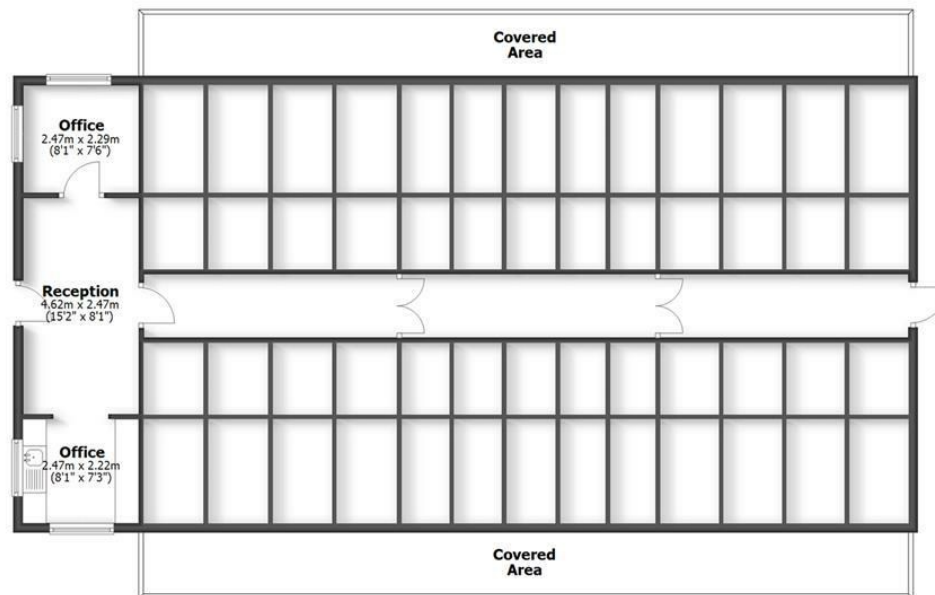 Covered
Area
Office
2.47m x 2.29m
(8'1" x 7'6")
Reception
4.62m x 2.47m
(15'2" x 8'1")
Office
2.47m x 2.22m
(8'1" x 7'3")
Covered
Area